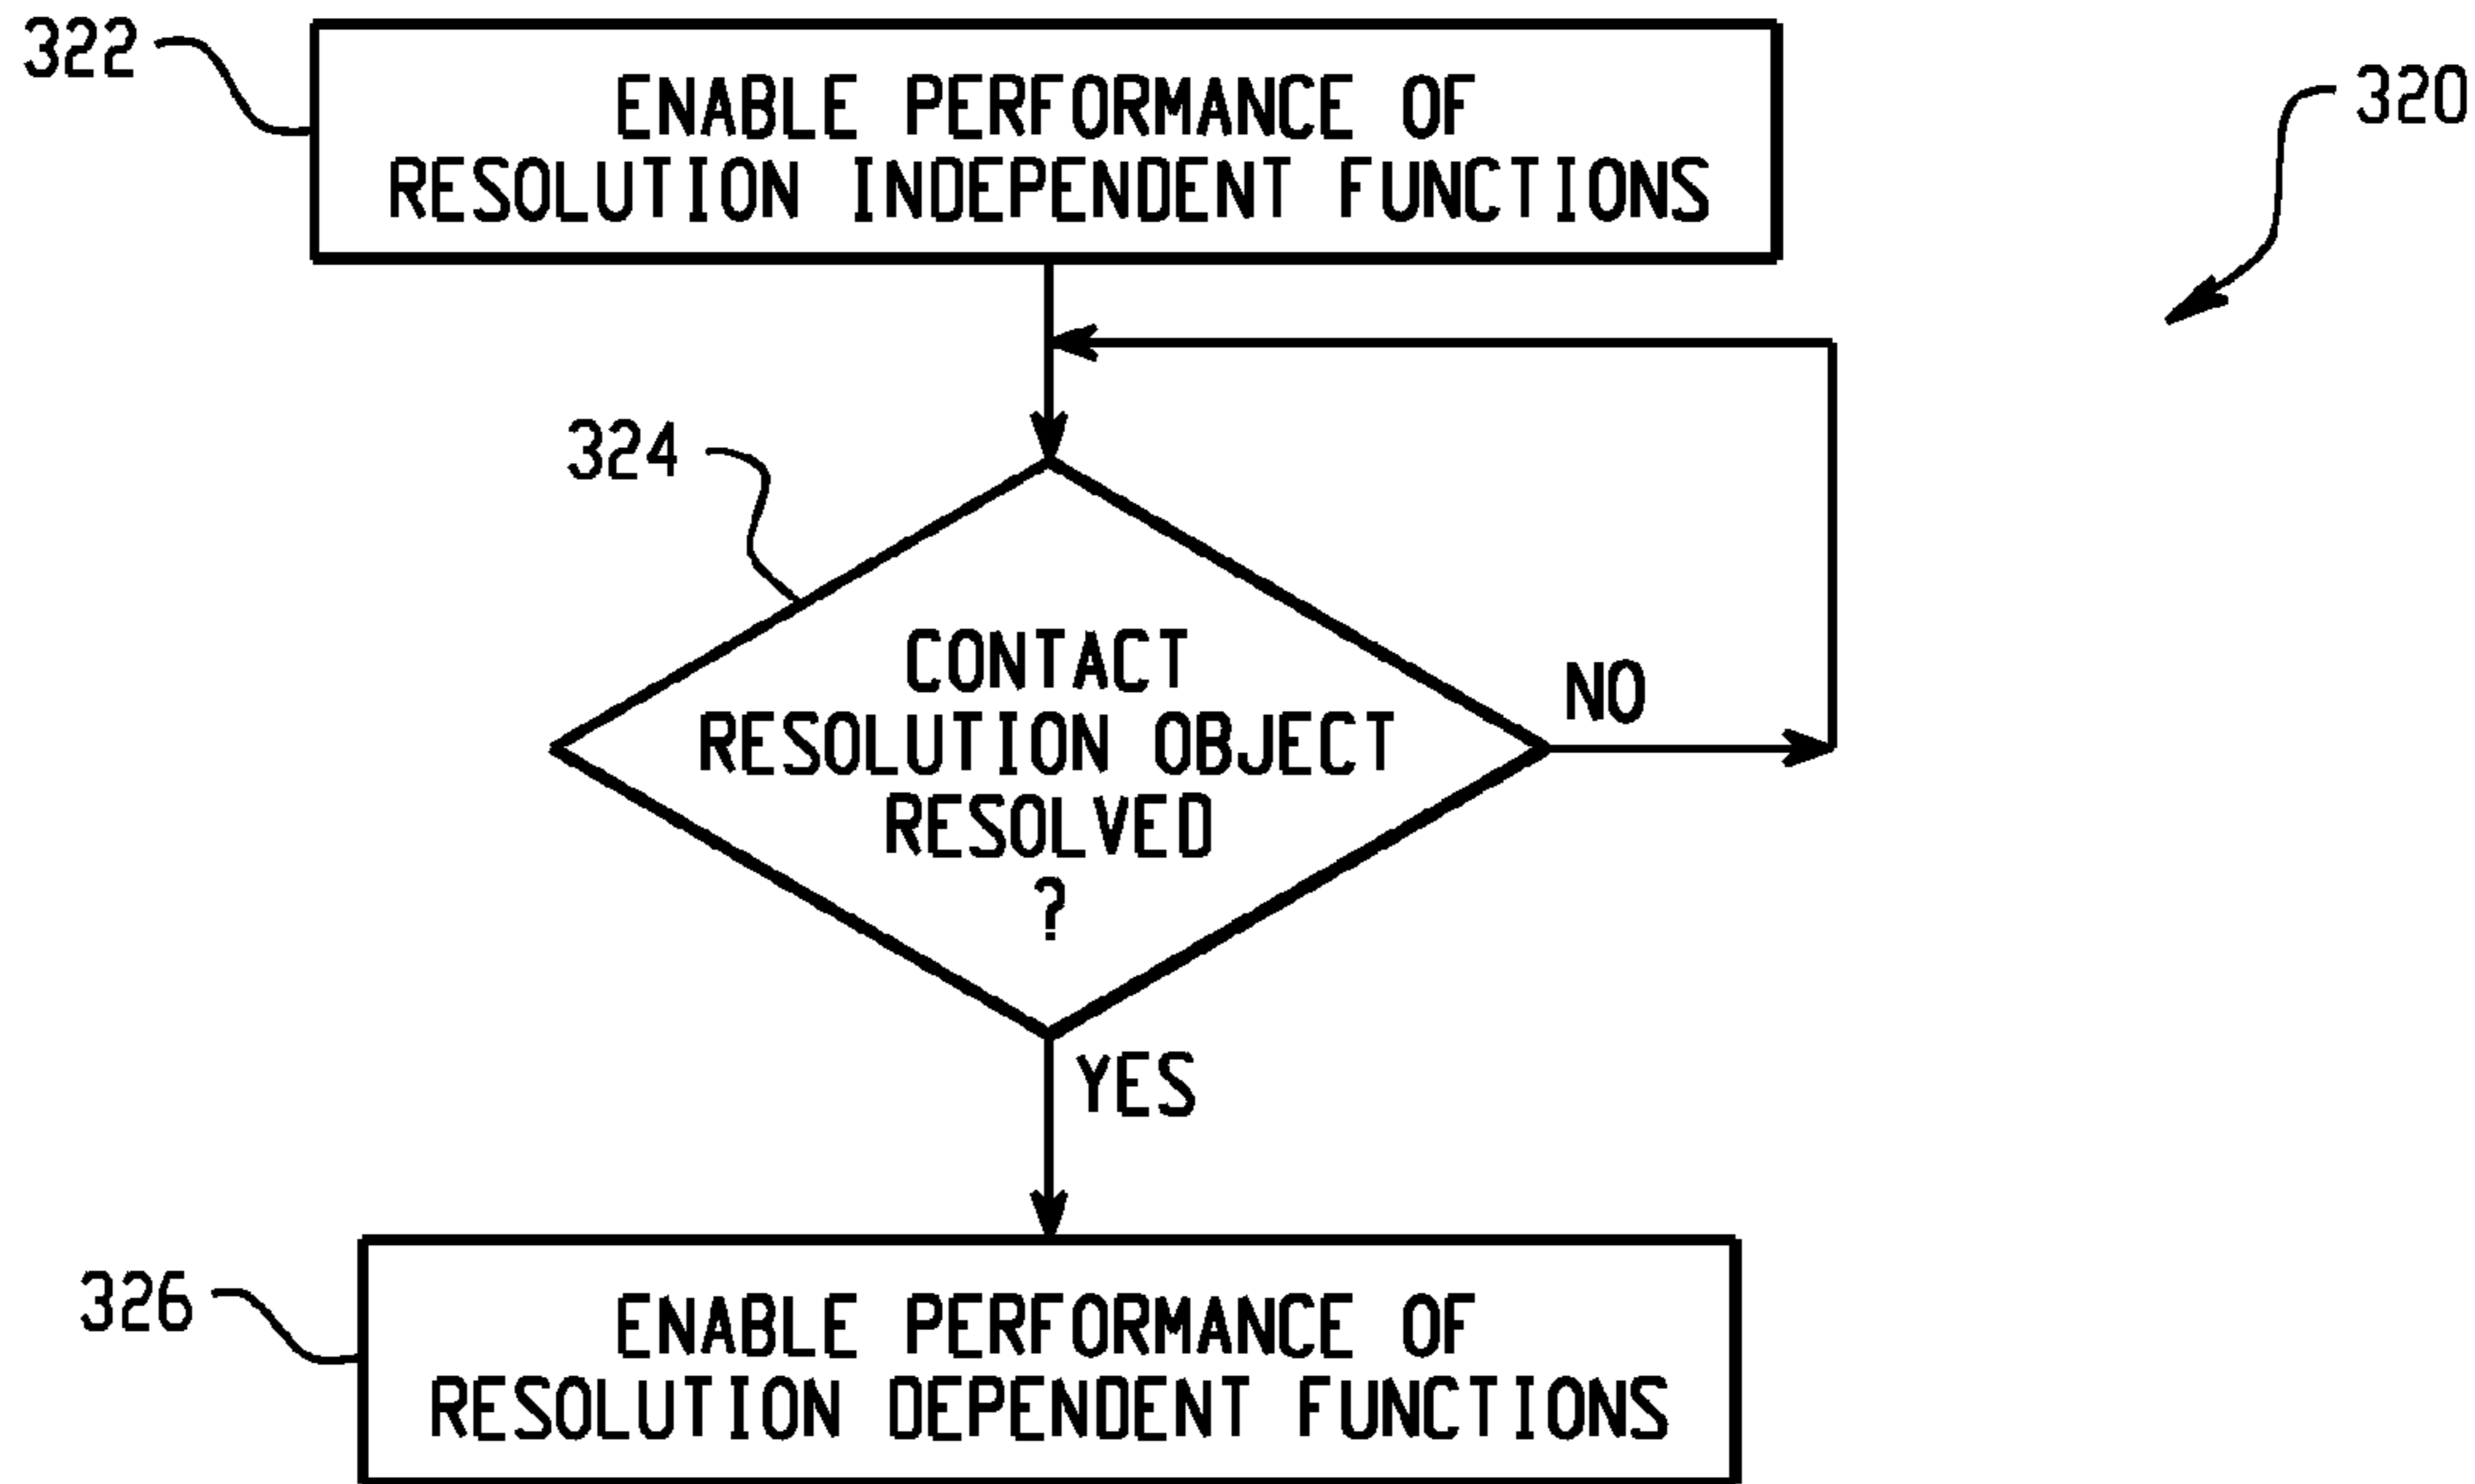 322
ENABLE PERFORMANCE OF
RESOLUTION INDEPENDENT FUNCTIONS
320
324
CONTACT
RESOLUTION OBJECT
RESOLVED
?
NO
YES
326
ENABLE PERFORMANCE OF
RESOLUTION DEPENDENT FUNCTIONS